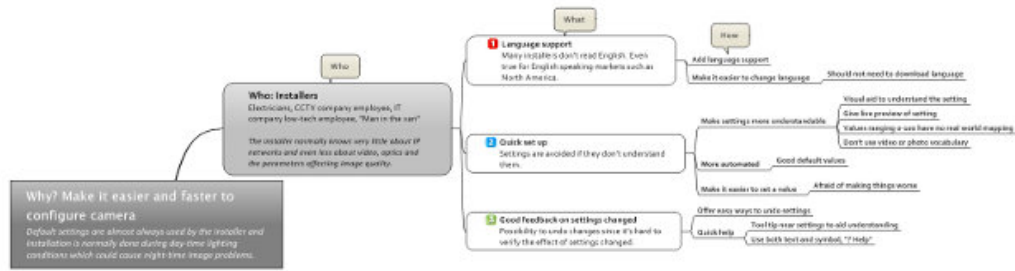 What
How
Who
1 Language support
Many installers don't read English. Even
true for English speaking markets such as
North America.
Add language support
Make it easier to change language
Should not need to download language
Who: Installers
Electricians, CCTV company employee, IT
company low-tech employee, "Man in the van"
The installer normally knows very little about IP
networks and even less about video, optics and
the parameters affecting image quality.
2 Quick set up
Settings are avoided if they don't understand
them.
Make settings more understandable
Visual aid to understand the setting
Give live preview of setting
Values ranging 0-100 have no real world mapping
Don't use video or photo vocabulary
More automated
Good default values
Make it easier to set a value
Afraid of making things worse
Why? Make it easier and faster to
configure camera
Default settings are almost always used by the installer and
installation is normally done during day-time lighting
conditions which could cause night-time image problems.
3 Good feedback on settings changed
Possibility to undo changes since it's hard to
verify the effect of settings changed.
Offer easy ways to undo settings
Quick help
Tool tip near settings to aid understanding
Use both text and symbol, "? Help"